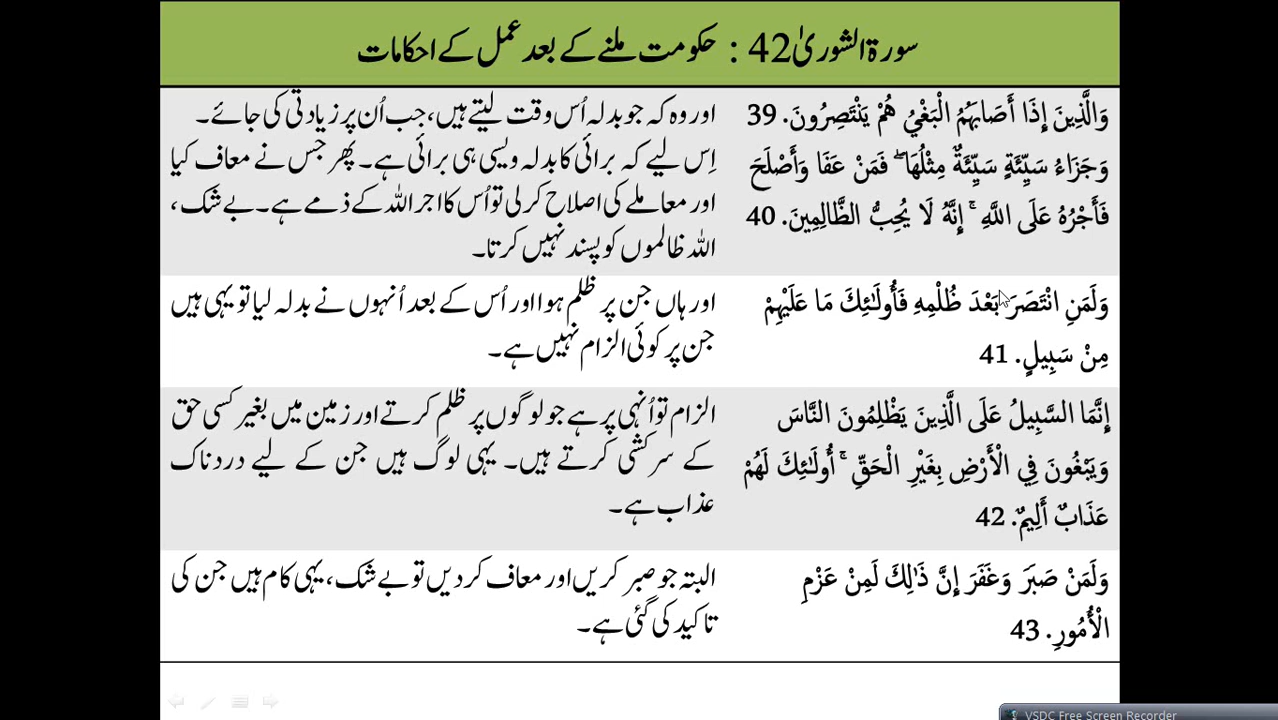 سورۃ الشوریٰ 42 : حکومت ملنے کے بعد عمل کے احکامات
وَالَّذِينَ إِذَا أَصَابَهُمُ الْبَغْيُ هُمْ يَنْتَصِرُونَ. 39
وَجَزَاءُ سَيِّئَةٍ سَيِّئَةٌ مِثْلُهَا ۖ فَمَنْ عَفَا وَأَصْلَحَ
فَأَجْرُهُ عَلَى اللَّهِ ۚ إِنَّهُ لَا يُحِبُّ الظَّالِمِينَ. 40
اور وہ کہ جو بدلہ اُس وقت لیتے ہیں، جب اُن پر زیادتی کی جائے۔
اِس لیے کہ برائی کا بدلہ ویسی ہی برائی ہے۔ پھر جس نے معاف کیا
اور معاملے کی اصلاح کر لی تو اُس کا اجر اللہ کے ذمے ہے۔ بے شک،
اللہ ظالموں کو پسند نہیں کرتا۔
وَلَمَنِ انْتَصَرَ بَعْدَ ظُلْمِهِ فَأُولَٰئِكَ مَا عَلَيْهِمْ
مِنْ سَبِيلٍ. 41
اور ہاں جن پر ظلم ہوا اور اُس کے بعد اُنہوں نے بدلہ لیا تو یہی ہیں
جن پر کوئی الزام نہیں ہے۔
إِنَّمَا السَّبِيلُ عَلَى الَّذِينَ يَظْلِمُونَ النَّاسَ
وَيَبْغُونَ فِي الْأَرْضِ بِغَيْرِ الْحَقِّ ۚ أُولَٰئِكَ لَهُمْ
عَذَابٌ أَلِيمٌ. 42
الزام تو اُنہی پر ہے جو لوگوں پر ظلم کرتے اور زمین میں بغیر کسی حق
کے سرکشی کرتے ہیں۔ یہی لوگ ہیں جن کے لیے دردناک
عذاب ہے۔
وَلَمَنْ صَبَرَ وَغَفَرَ إِنَّ ذَٰلِكَ لَمِنْ عَزْمِ
الْأُمُورِ. 43
البتہ جو صبر کریں اور معاف کر دیں تو بے شک، یہی کام ہیں جن کی
تاکید کی گئی ہے۔
VSDC Free Screen Recorder